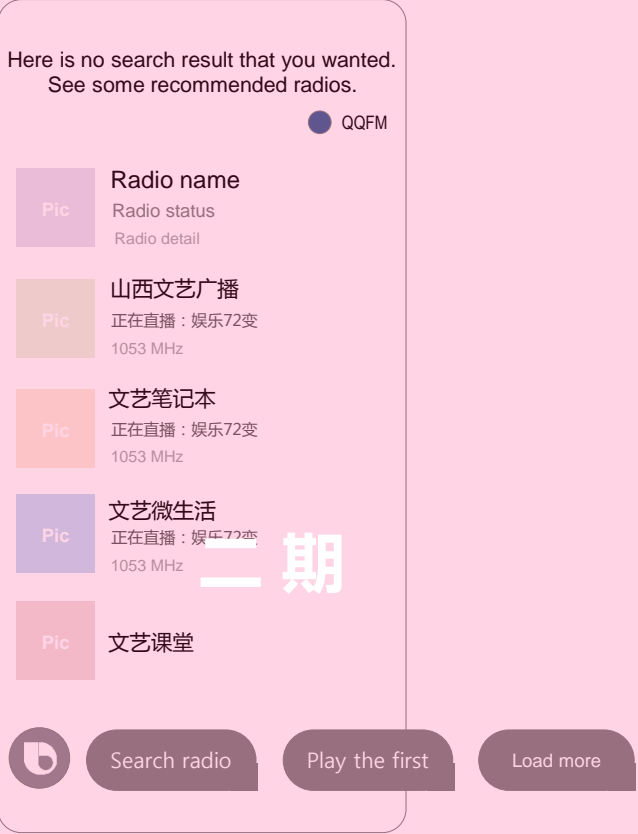 Here is no search result that you wanted.
See some recommended radios.
QQFM
Pic
Radio name
Radio status
Radio detail
Pic
山西文艺广播
正在直播：娱乐72变
1053 MHz
Pic
文艺笔记本
正在直播：娱乐72变
1053 MHz
Pic
文艺微生活
正在直播：娱乐72变
1053 MHz
二期
Pic
文艺课堂
Search radio
Play the first
Load more